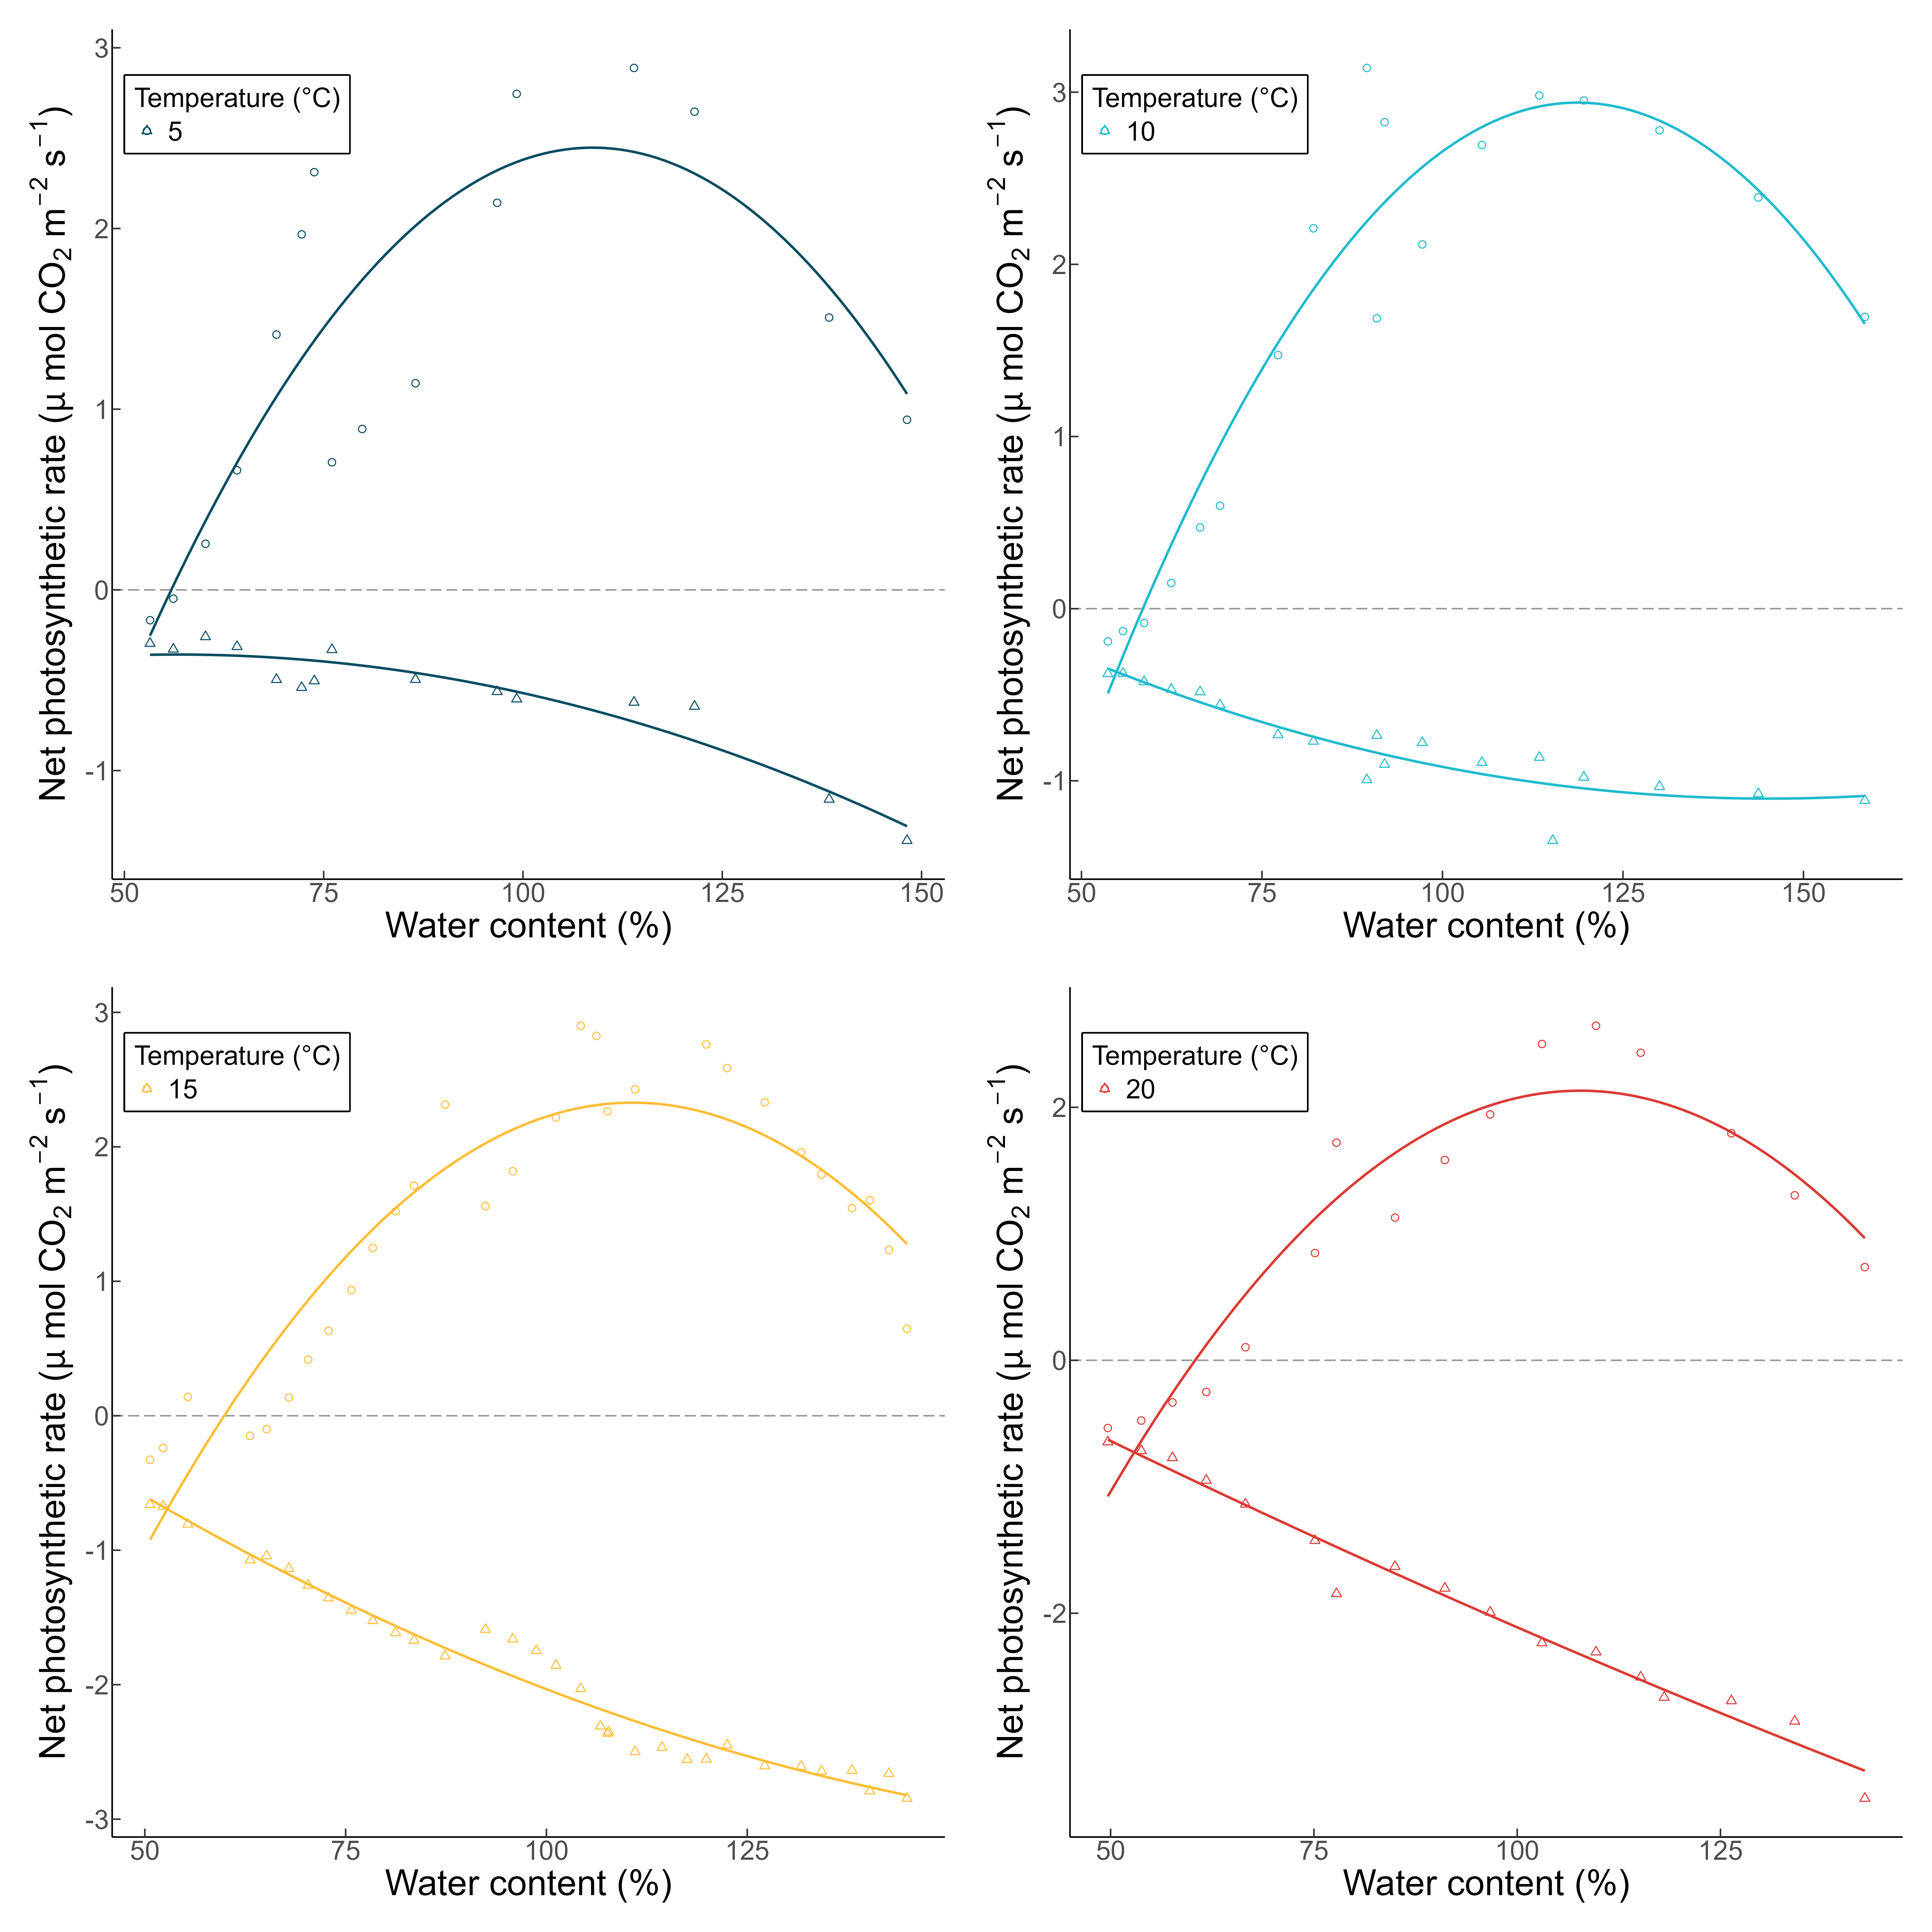 Net photosynthetic rate (µ mol CO₂ m⁻² s⁻¹)
3
2
1
0
-1
Temperature (°C)
5
50 75 100 125 150
Water content (%)
Net photosynthetic rate (µ mol CO₂ m⁻² s⁻¹)
3
2
1
0
-1
Temperature (°C)
10
50 75 100 125 150
Water content (%)
Net photosynthetic rate (µ mol CO₂ m⁻² s⁻¹)
3
2
1
0
-1
-2
-3
Temperature (°C)
15
50 75 100 125
Water content (%)
Net photosynthetic rate (µ mol CO₂ m⁻² s⁻¹)
2
0
-2
Temperature (°C)
20
50 75 100 125
Water content (%)